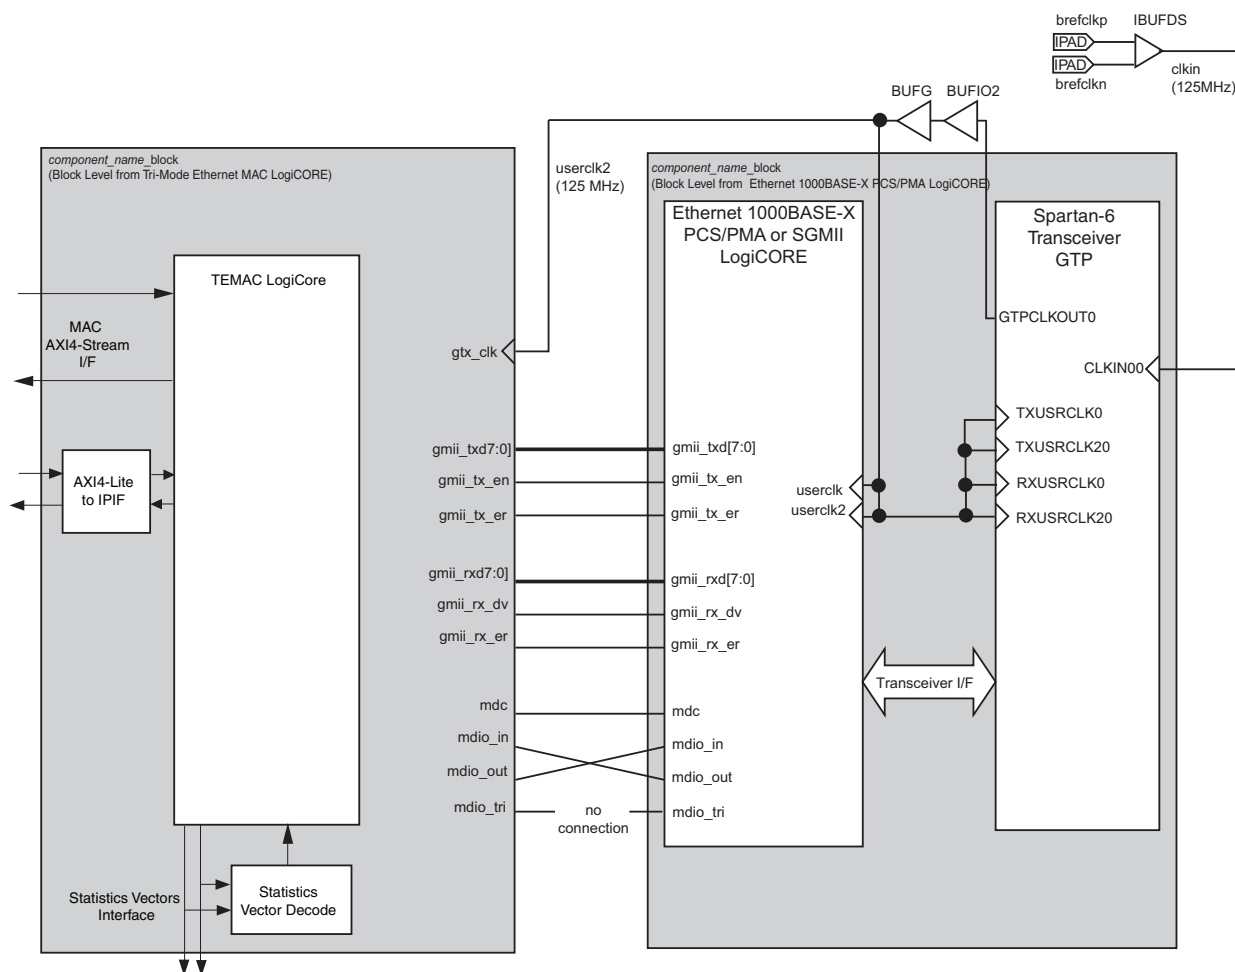 brefclkp
IBUFDS
IPAD
IPAD
brefclkn
clkin
(125MHz)
BUFG
BUFIO2
component_name_block
(Block Level from Tri-Mode Ethernet MAC LogiCORE)
userclk2
(125 MHz)
component_name_block
(Block Level from Ethernet 1000BASE-X PCS/PMA LogiCORE)
TEMAC LogiCore
MAC
AXI4-Stream
I/F
AXI4-Lite
to IPIF
gtx_clk
gmii_txd7:0]
gmii_tx_en
gmii_tx_er
gmii_rxd7:0]
gmii_rx_dv
gmii_rx_er
mdc
mdio_in
mdio_out
mdio_tri
no
connection
Statistics Vectors
Interface
Statistics
Vector Decode
Ethernet 1000BASE-X
PCS/PMA or SGMII
LogiCORE
gmii_txd[7:0]
gmii_tx_en
gmii_tx_er
gmii_rxd[7:0]
gmii_rx_dv
gmii_rx_er
mdc
mdio_in
mdio_out
mdio_tri
userclk
userclk2
Transceiver I/F
Spartan-6
Transceiver
GTP
GTPCLKOUT0
CLKIN00
TXUSRCLK0
TXUSRCLK20
RXUSRCLK0
RXUSRCLK20